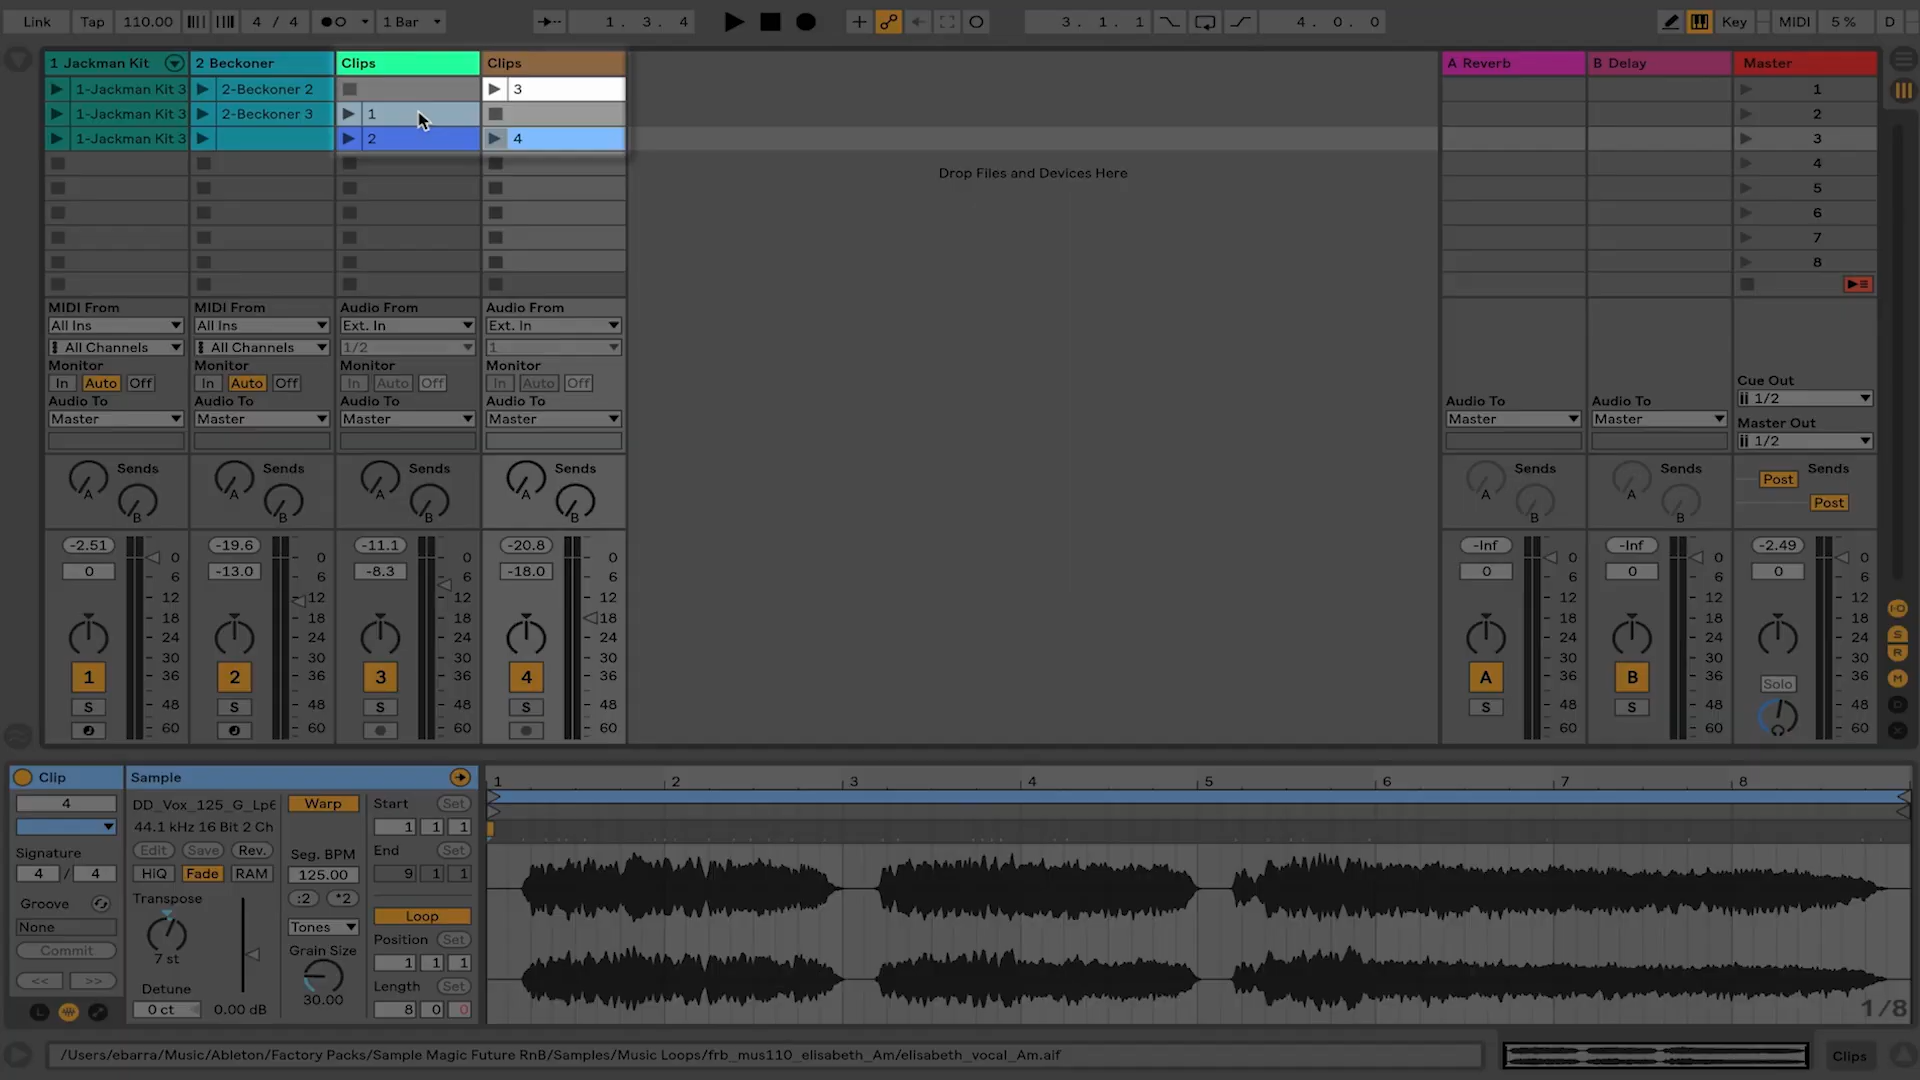 Link Tap 110.00 4 / 4 1 Bar 1. 3. 4 3. 1. 1 4. 0. 0 Key MIDI 5 % D
1 Jackman Kit 2 Beckoner Clips Clips A Reverb B Delay Master
1-Jackman Kit 3 2-Beckoner 2 3 1
1-Jackman Kit 3 2-Beckoner 3 1 2
1-Jackman Kit 3 2 4 3
4
Drop Files and Devices Here
5
6
7
8
MIDI From MIDI From Audio From Audio From
All Ins All Ins Ext. In Ext. In
All Channels All Channels 1/2 1
Monitor Monitor Monitor Monitor
In Auto Off In Auto Off In Auto Off In Auto Off Cue Out
1/2
Audio To Audio To Audio To Audio To Audio To Audio To
Master Master Master Master Master Master Master Out
1/2
Sends Sends Sends Sends Sends Sends Sends
A A A A A A Post
B B B B B B Post
-2.51 -19.6 -11.1 -20.8 -Inf -Inf -2.49
0 0 0 0 0 0 0
0 -13.0 -8.3 -18.0 0 0 0
6 6 6 6 6 6 6
12 12 12 12 12 12 12
18 18 18 18 18 18 18
24 24 24 24 24 24 24
30 30 30 30 30 30 30
1 2 3 4 A B Solo
36 36 36 36 36 36 36
S S S S S S
48 48 48 48 48 48 48
60 60 60 60 60 60 60
I-O
S
R
M
D
X
Clip Sample 1 2 3 4 5 6 7 8
4 DD_Vox_125_G_Lp6 Warp Start Set
44.1 kHz 16 Bit 2 Ch 1 1 1
Signature Edit Save Rev. Seg. BPM End Set
4 / 4 HiQ Fade RAM 125.00 9 1 1
Groove Transpose :2 *2
None Tones Loop
Commit 7 st Grain Size Position Set
1 1 1
<< >> Detune 30.00 Length Set
L 0 ct 0.00 dB 8 0 0 1/8
/Users/ebarra/Music/Ableton/Factory Packs/Sample Magic Future RnB/Samples/Music Loops/frb_mus110_elisabeth_Am/elisabeth_vocal_Am.aif Clips